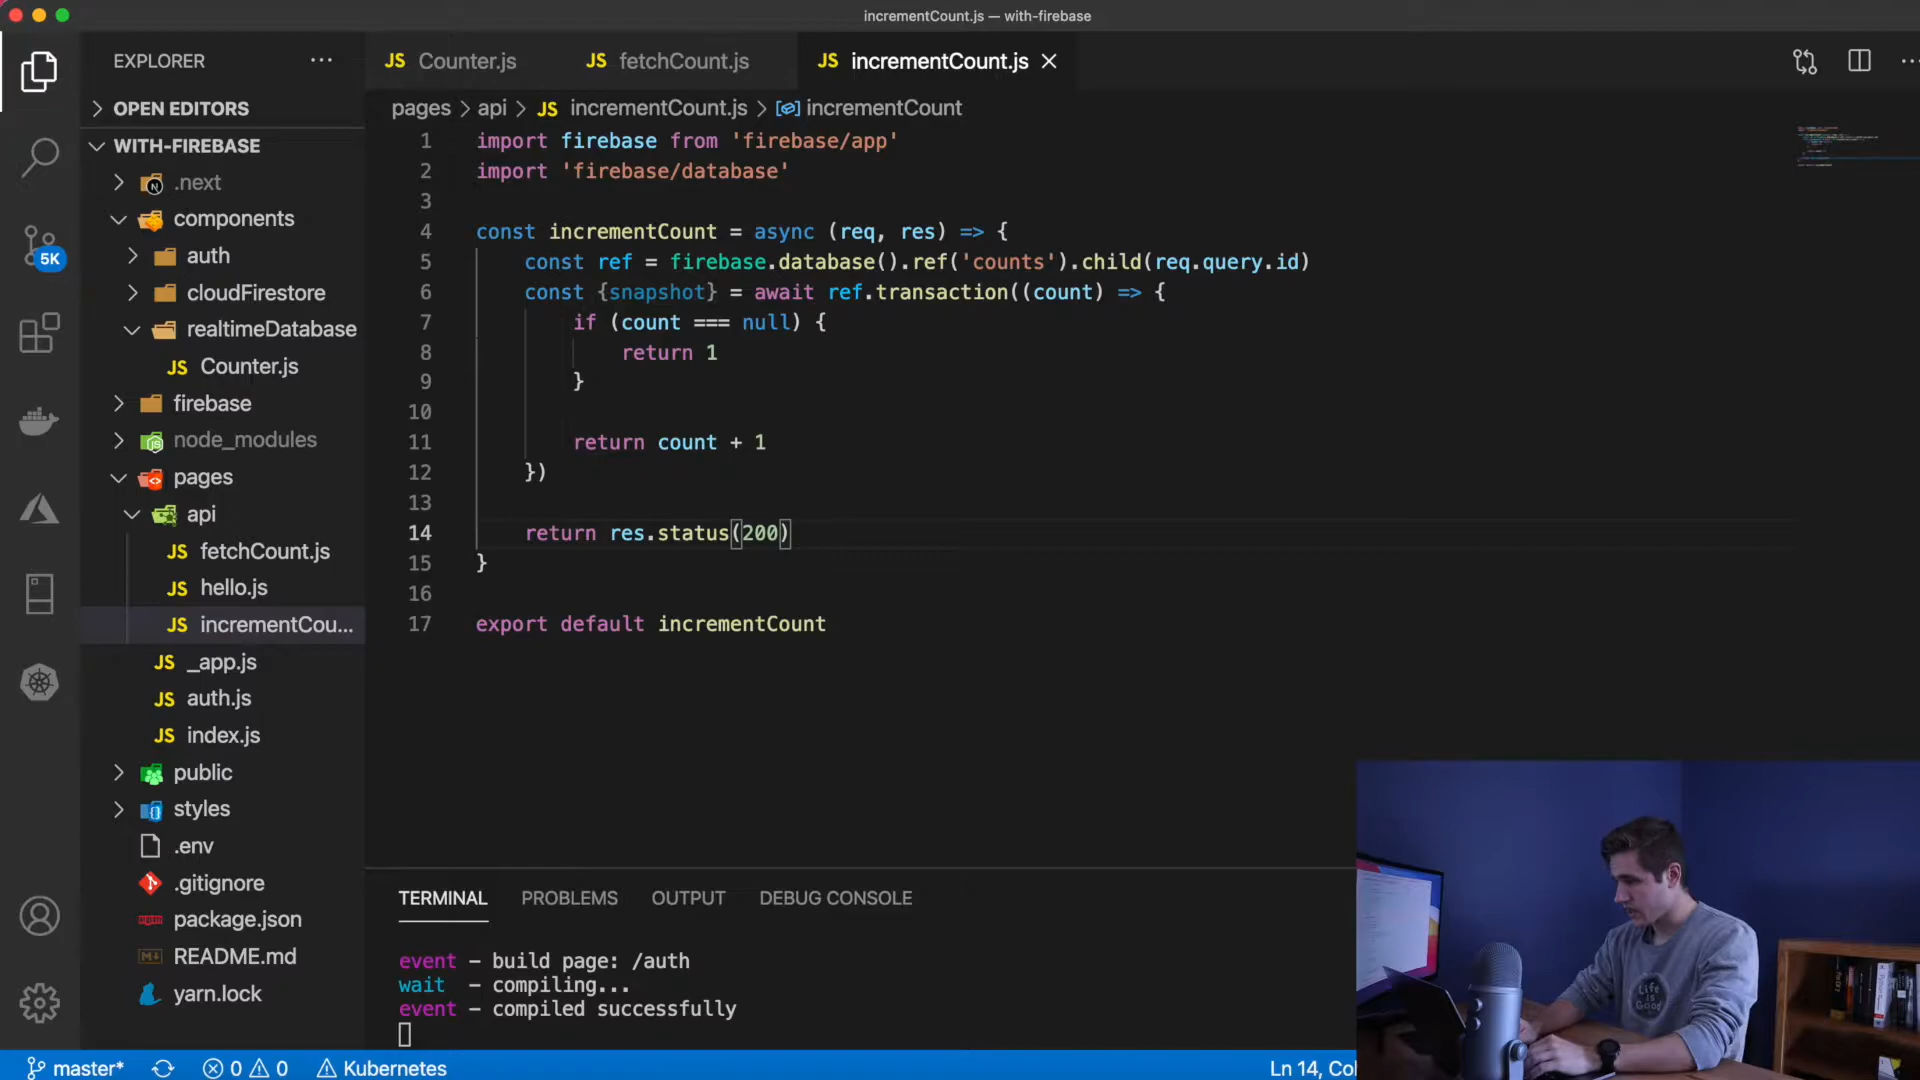 incrementCount.js — with-firebase
EXPLORER
JS Counter.js
JS fetchCount.js
JS incrementCount.js
OPEN EDITORS
pages > api > JS incrementCount.js > incrementCount
WITH-FIREBASE
.next
components
auth
cloudFirestore
realtimeDatabase
JS Counter.js
firebase
node_modules
pages
api
JS fetchCount.js
JS hello.js
JS incrementCou...
JS _app.js
JS auth.js
JS index.js
public
styles
.env
.gitignore
package.json
README.md
yarn.lock
5K
1 import firebase from 'firebase/app'
2 import 'firebase/database'
3
4 const incrementCount = async (req, res) => {
5 const ref = firebase.database().ref('counts').child(req.query.id)
6 const {snapshot} = await ref.transaction((count) => {
7 if (count === null) {
8 return 1
9 }
10
11 return count + 1
12 })
13
14 return res.status(200)
15 }
16
17 export default incrementCount
TERMINAL PROBLEMS OUTPUT DEBUG CONSOLE
event – build page: /auth
wait – compiling...
event – compiled successfully
Life
is
Good
master* 0 0 Kubernetes
Ln 14, Col